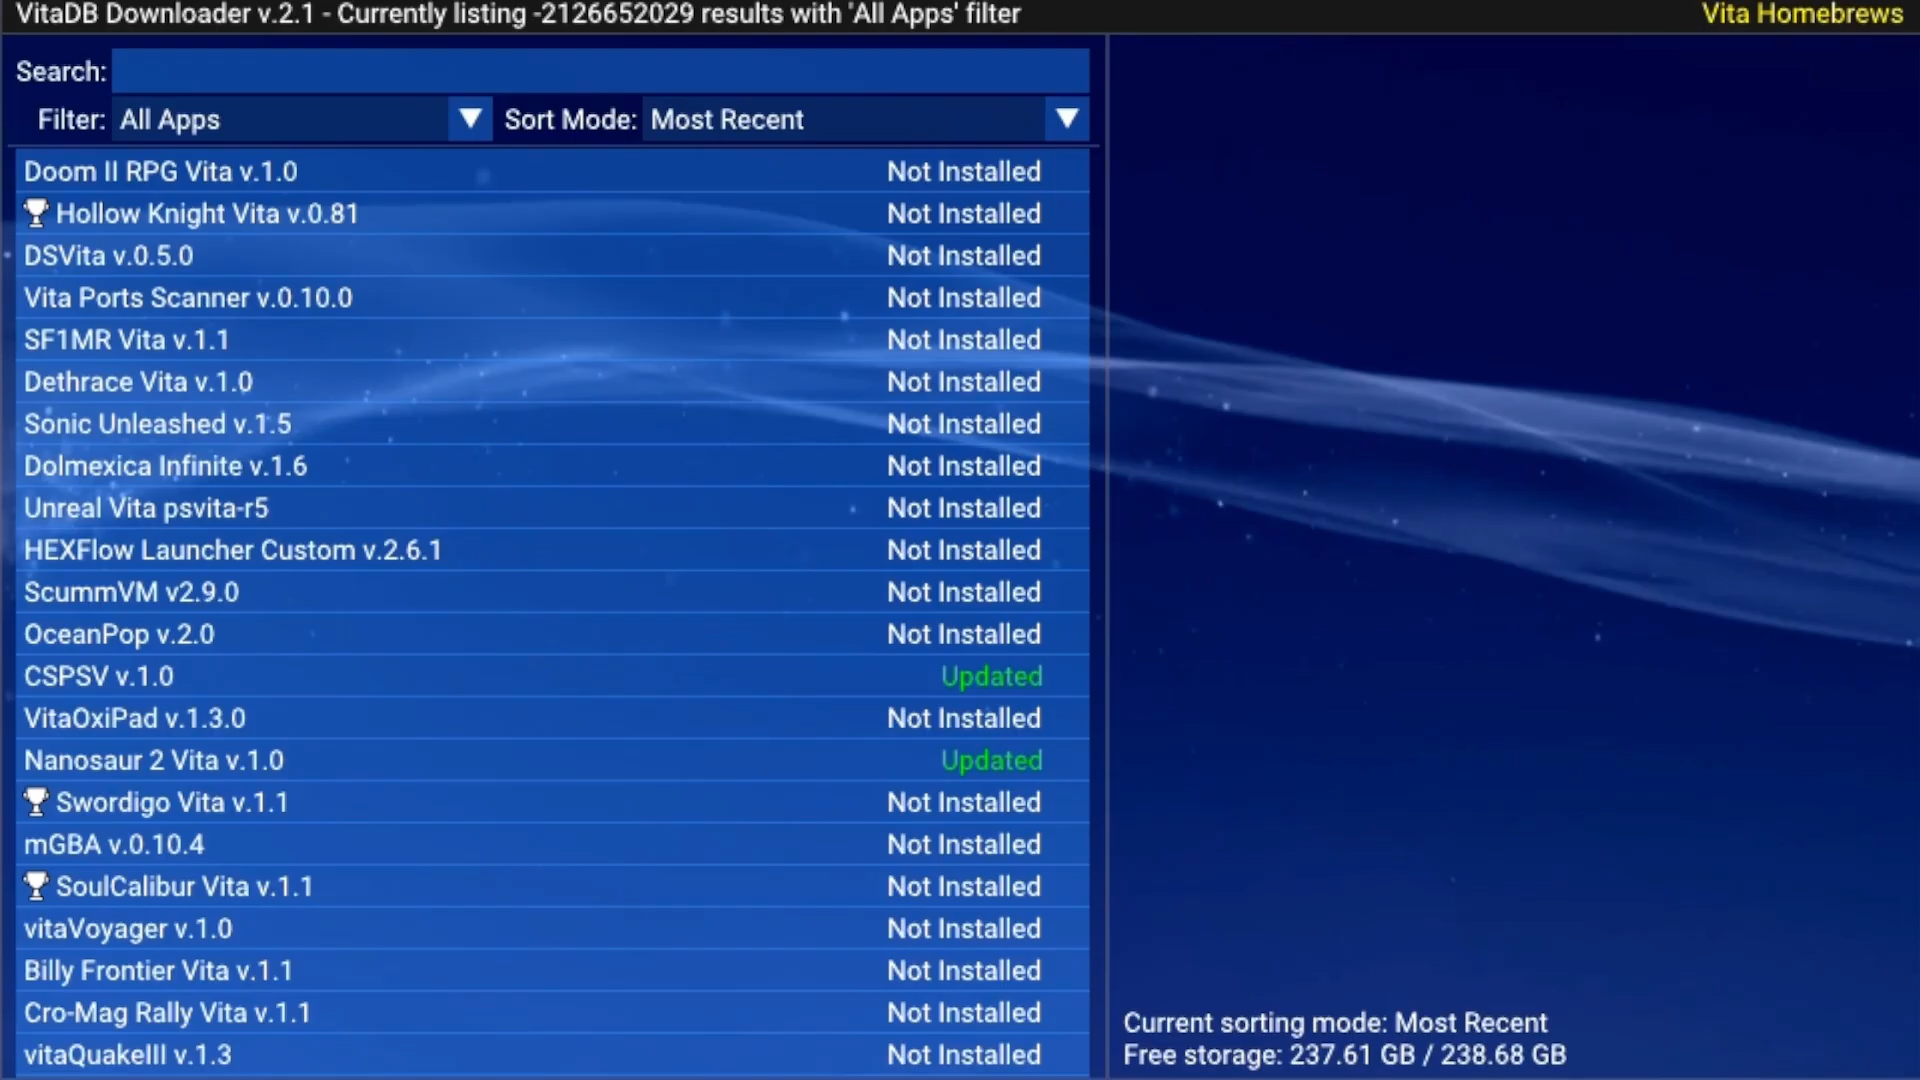 VitaDB Downloader v.2.1 - Currently listing -2126652029 results with 'All Apps' filter
Vita Homebrews
Search:
Filter: All Apps Sort Mode: Most Recent
Doom II RPG Vita v.1.0 Not Installed
Hollow Knight Vita v.0.81 Not Installed
DSVita v.0.5.0 Not Installed
Vita Ports Scanner v.0.10.0 Not Installed
SF1MR Vita v.1.1 Not Installed
Dethrace Vita v.1.0 Not Installed
Sonic Unleashed v.1.5 Not Installed
Dolmexica Infinite v.1.6 Not Installed
Unreal Vita psvita-r5 Not Installed
HEXFlow Launcher Custom v.2.6.1 Not Installed
ScummVM v2.9.0 Not Installed
OceanPop v.2.0 Not Installed
CSPSV v.1.0 Updated
VitaOxiPad v.1.3.0 Not Installed
Nanosaur 2 Vita v.1.0 Updated
Swordigo Vita v.1.1 Not Installed
mGBA v.0.10.4 Not Installed
SoulCalibur Vita v.1.1 Not Installed
vitaVoyager v.1.0 Not Installed
Billy Frontier Vita v.1.1 Not Installed
Cro-Mag Rally Vita v.1.1 Not Installed
vitaQuakeIII v.1.3 Not Installed
Current sorting mode: Most Recent
Free storage: 237.61 GB / 238.68 GB